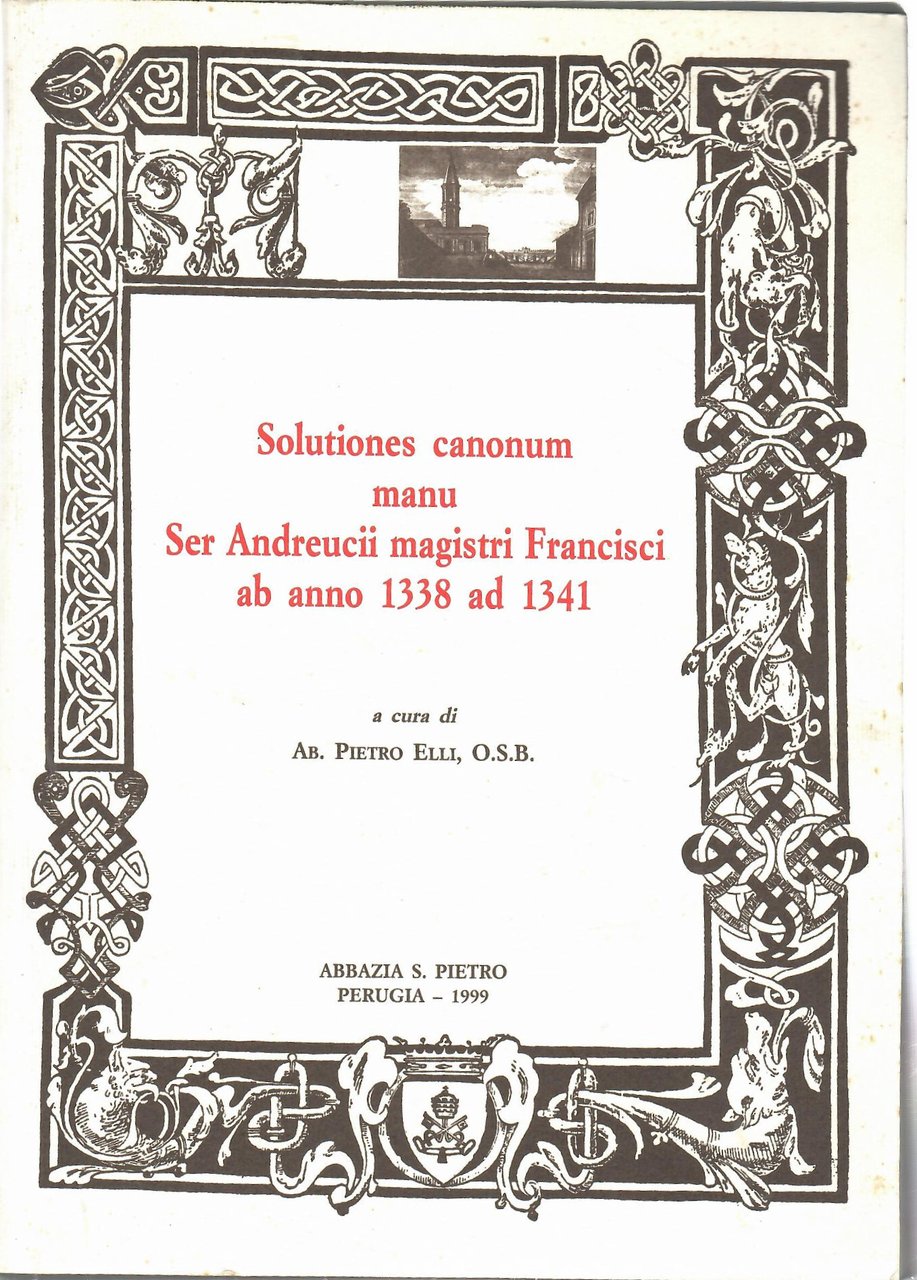 Solutiones canonum
manu
Ser Andreucii magistri Francisci
ab anno 1338 ad 1341
a cura di
AB. PIETRO ELLI, O.S.B.
ABBAZIA S. PIETRO
PERUGIA – 1999